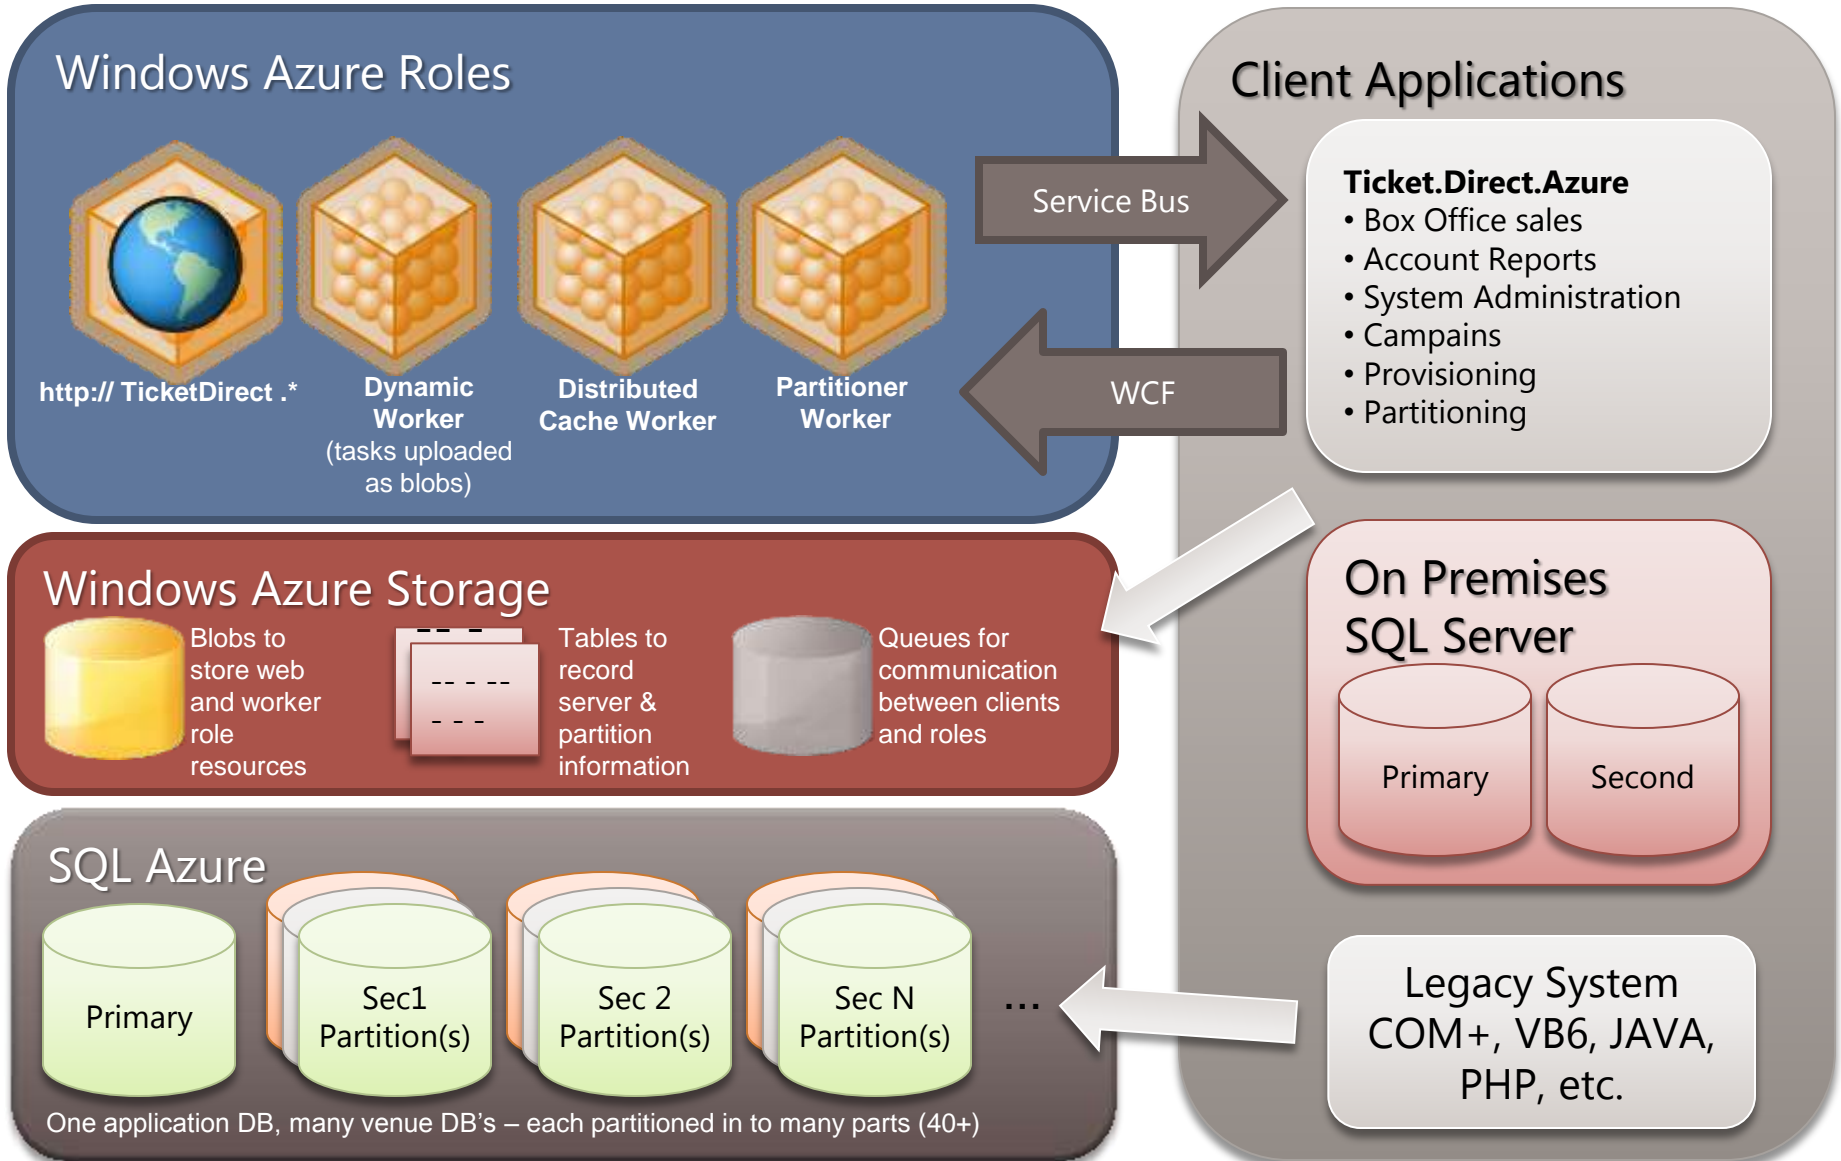 Windows Azure Roles
http:// TicketDirect .*
Dynamic
Worker
(tasks uploaded
as blobs)
Distributed
Cache Worker
Partitioner
Worker
Service Bus
WCF
Client Applications
Ticket.Direct.Azure
• Box Office sales
• Account Reports
• System Administration
• Campains
• Provisioning
• Partitioning
Windows Azure Storage
Blobs to
store web
and worker
role
resources
Tables to
record
server &
partition
information
Queues for
communication
between clients
and roles
On Premises
SQL Server
Primary
Second
SQL Azure
Primary
Sec1
Partition(s)
Sec 2
Partition(s)
Sec N
Partition(s)
...
One application DB, many venue DB's – each partitioned in to many parts (40+)
Legacy System
COM+, VB6, JAVA,
PHP, etc.